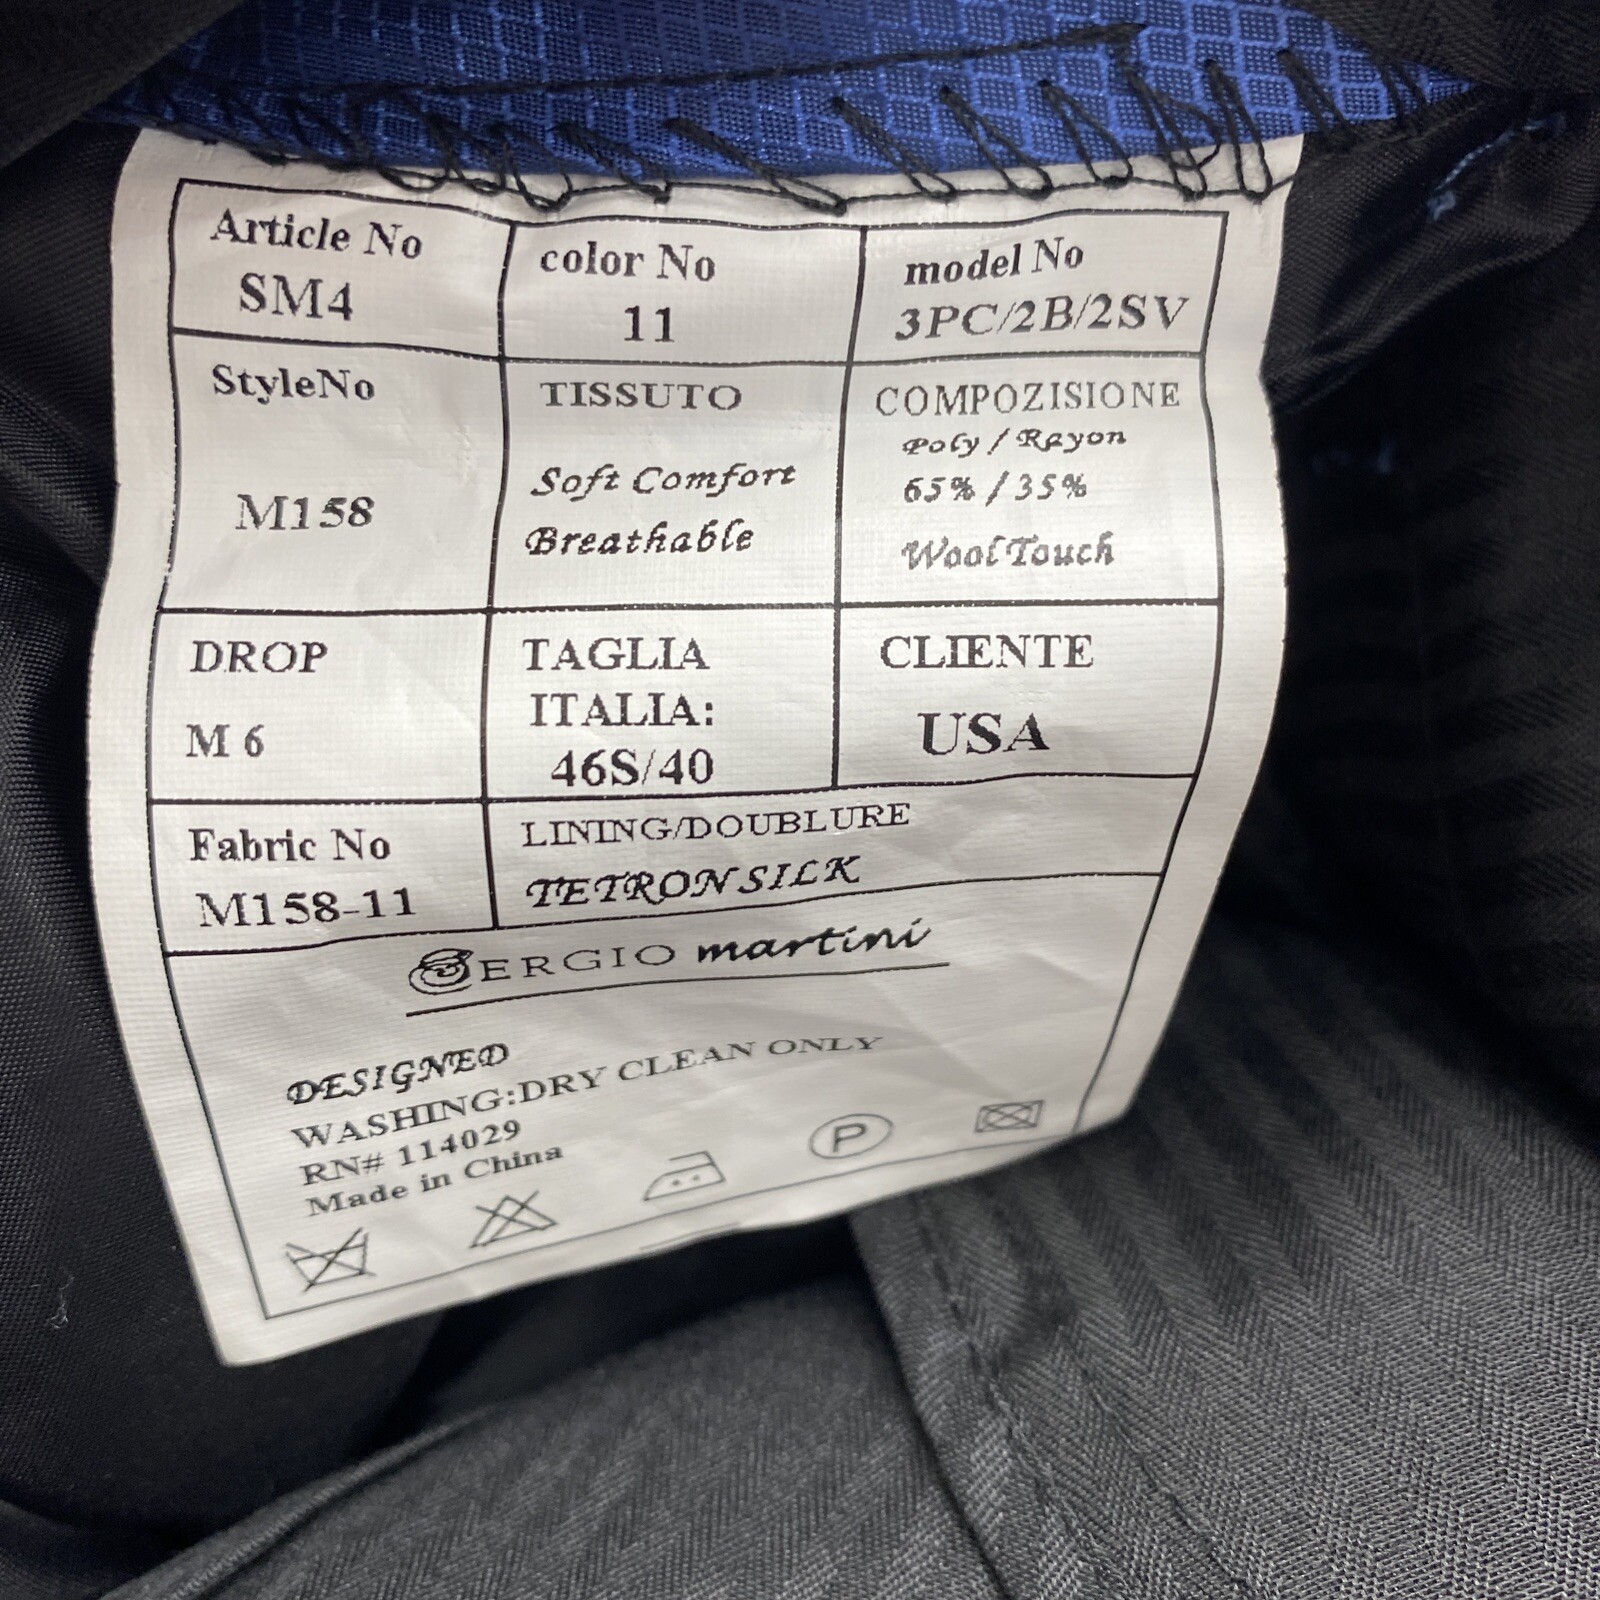 Article No
SM4
color No
11
model No
3PC/2B/2SV
StyleNo
M158
TISSUTO
Soft Comfort
Breathable
COMPOZISIONE
Poly / Rayon
65% / 35%
Wool Touch
DROP
M 6
TAGLIA
ITALIA:
46S/40
CLIENTE
USA
Fabric No
M158-11
LINING/DOUBLURE
TETRON SILK
SERGIO martini
DESIGNED
WASHING:DRY CLEAN ONLY
RN# 114029
Made in China
P